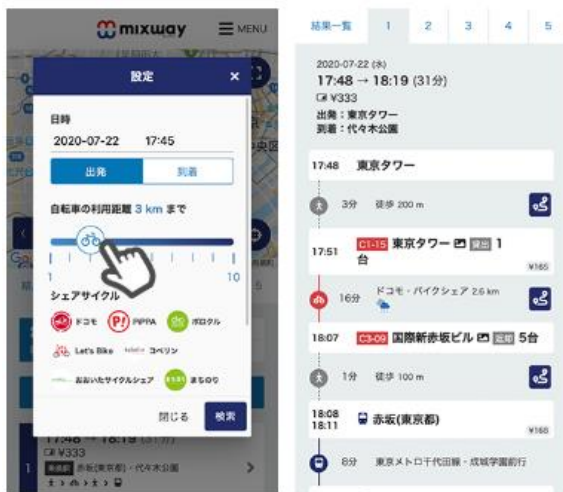 mixway
MENU
設定
×
日時
2020-07-22 17:45
出発 到着
自転車の利用距離 3 km まで
1 10
シェアサイクル
ドコモ PiPPA ポロクル
Let's Bike コベリン
おおいたサイクルシェア まちのり
閉じる 検索
17:48 → 18:19 (31分)
¥333
1 赤坂(東京都)・代々木公園
結果一覧 1 2 3 4 5
2020-07-22 (水)
17:48 → 18:19 (31分)
¥333
出発：東京タワー
到着：代々木公園
17:48 東京タワー
3分 徒歩 200 m
17:51 C1-15 東京タワー 貸出 1台
¥165
16分 ドコモ・バイクシェア 2.6 km
18:07 C3-09 国際新赤坂ビル 返却 5台
1分 徒歩 100 m
18:08
18:11 赤坂(東京都)
¥168
8分 東京メトロ千代田線・成城学園前行